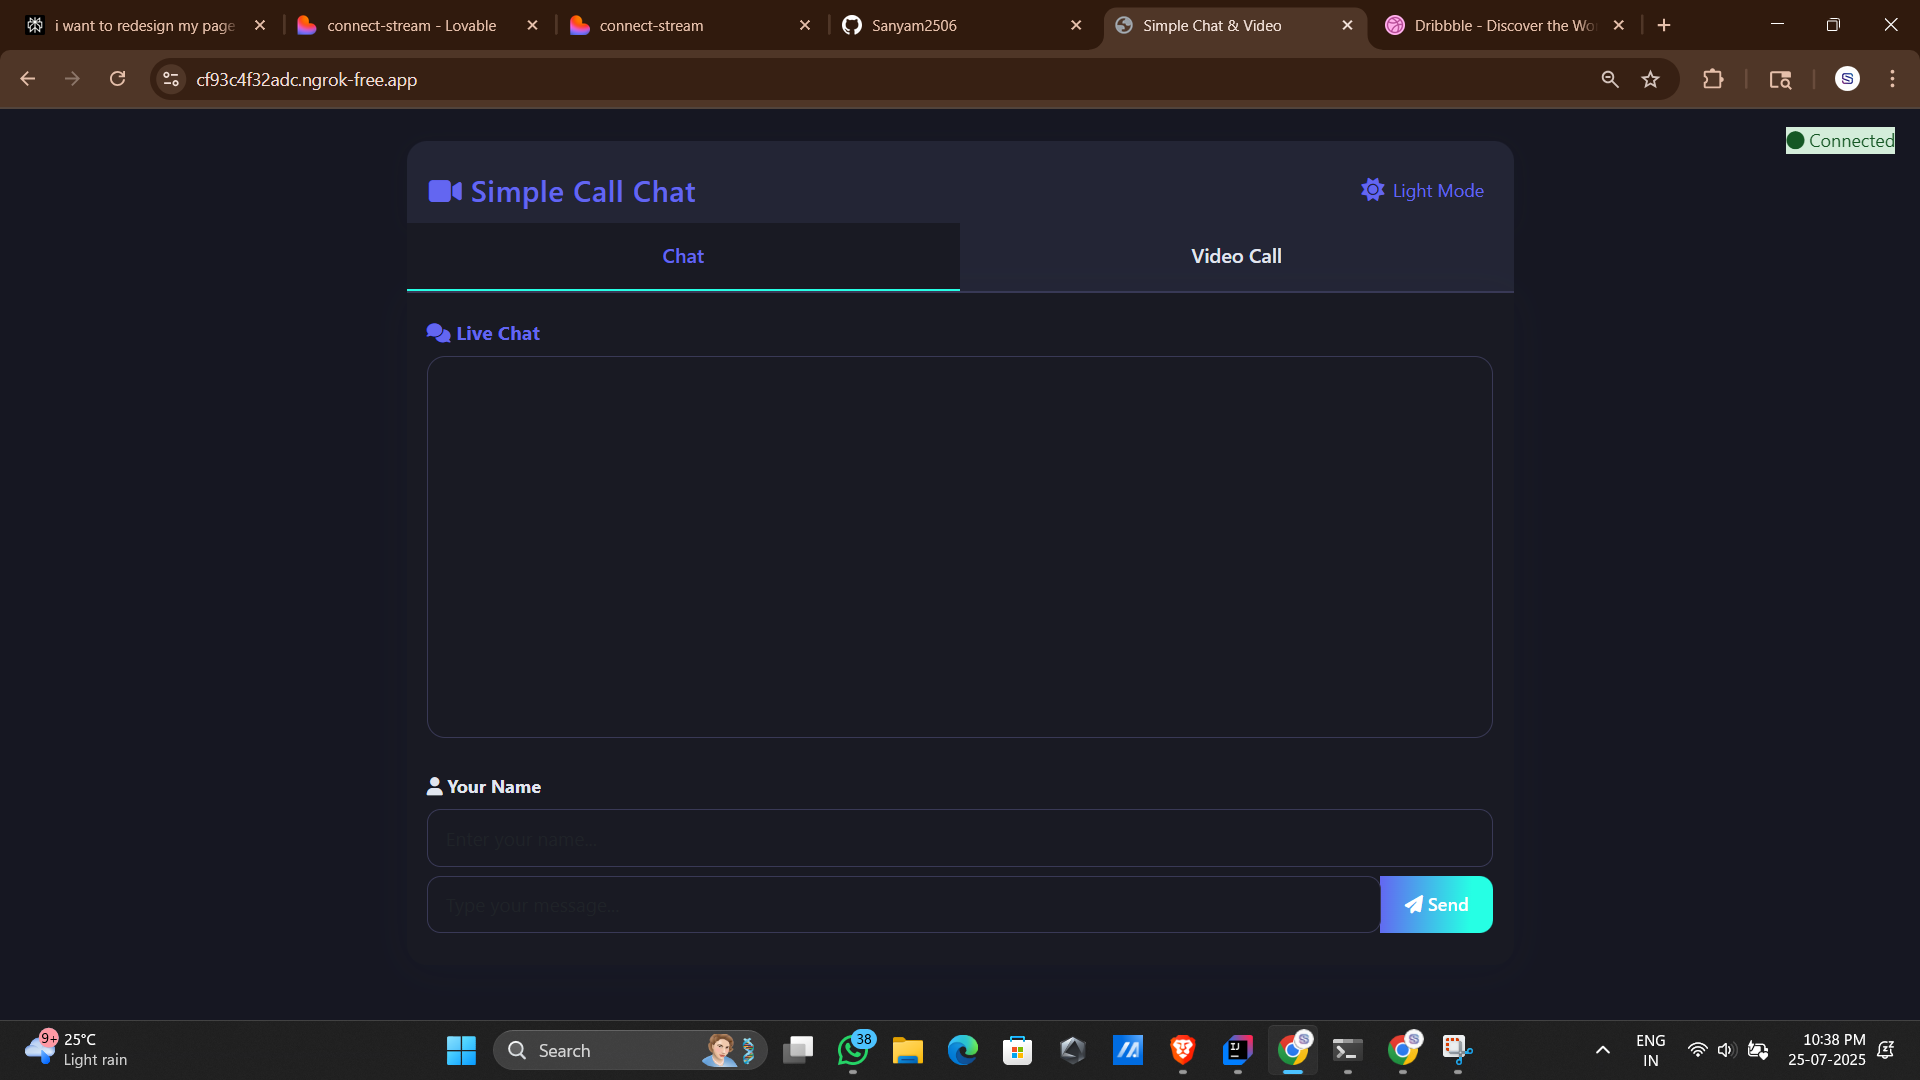 i want to redesign my page
connect-stream - Lovable
connect-stream
Sanyam2506
Simple Chat & Video
Dribbble - Discover the Wo
cf93c4f32adc.ngrok-free.app
S
Connected
Simple Call Chat
Light Mode
Chat
Video Call
Live Chat
Your Name
Enter your name...
Type your message...
Send
9+
25°C
Light rain
Search
38
IJ
S
S
ENG
IN
10:38 PM
25-07-2025